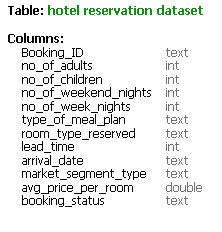 Table: hotel reservation dataset
Columns:
Booking_ID text
no_of_adults int
no_of_children int
no_of_weekend_nights int
no_of_week_nights int
type_of_meal_plan text
room_type_reserved text
lead_time int
arrival_date text
market_segment_type text
avg_price_per_room double
booking_status text